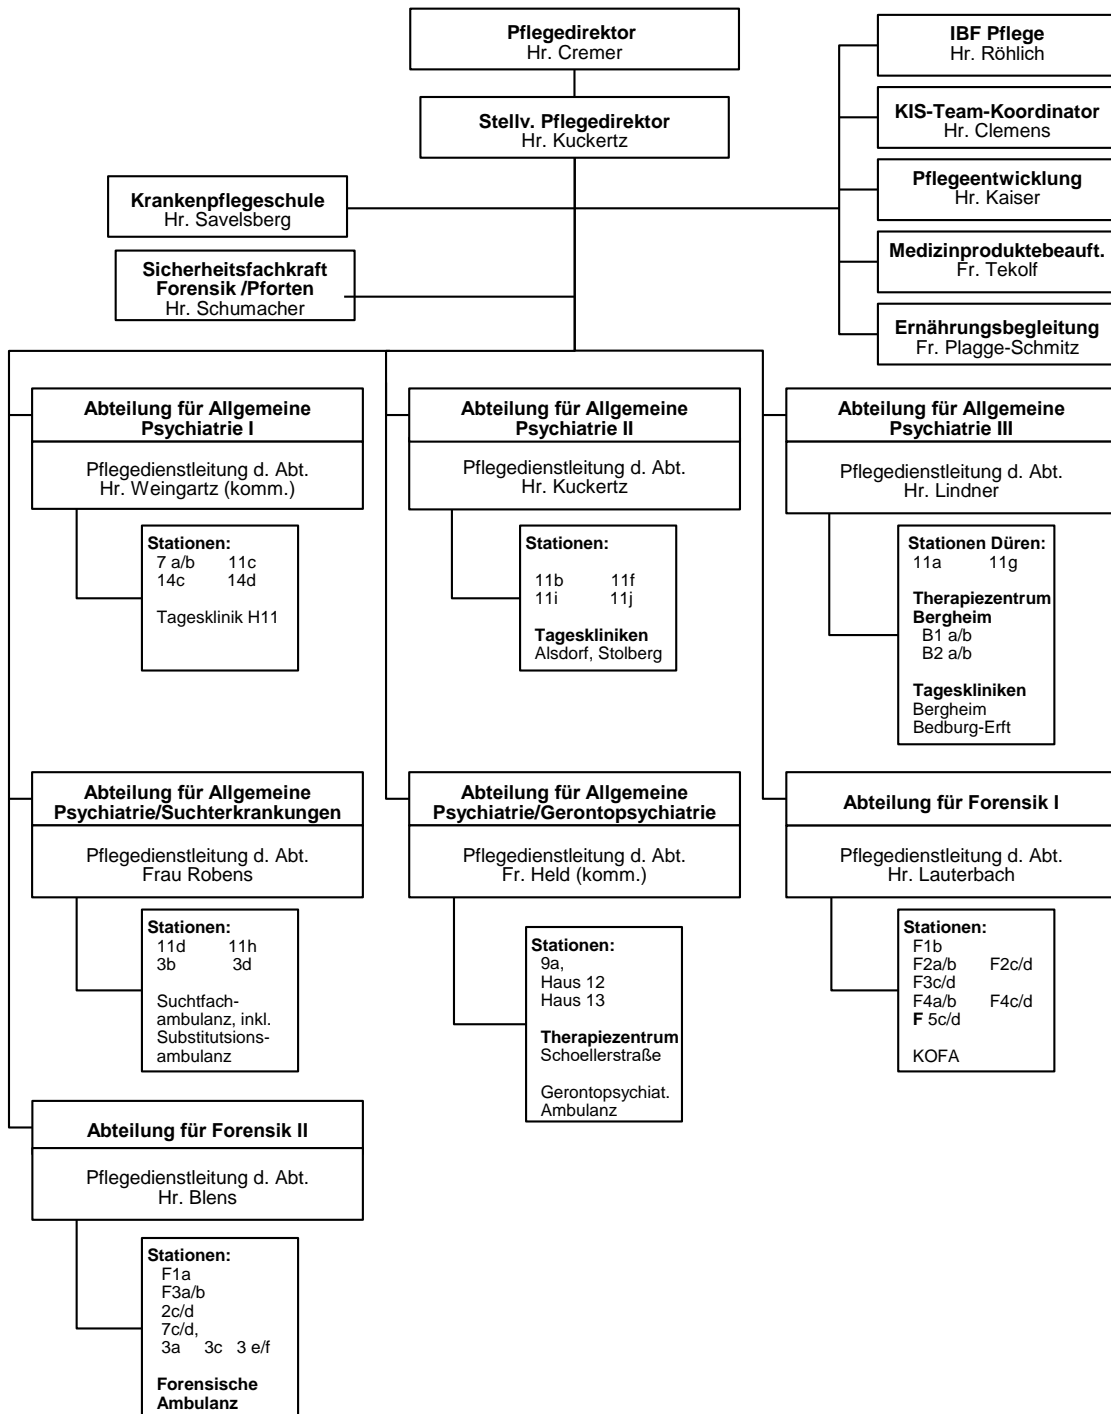 Pflegedirektor
Hr. Cremer
Stellv. Pflegedirektor
Hr. Kuckertz
IBF Pflege
Hr. Röhlich
KIS-Team-Koordinator
Hr. Clemens
Pflegeentwicklung
Hr. Kaiser
Medizinproduktebeauft.
Fr. Tekolf
Ernährungsbegleitung
Fr. Plagge-Schmitz
Krankenpflegeschule
Hr. Savelsberg
Sicherheitsfachkraft
Forensik /Pforten
Hr. Schumacher
Abteilung für Allgemeine
Psychiatrie I
Pflegedienstleitung d. Abt.
Hr. Weingartz (komm.)
Stationen:
7 a/b 11c
14c 14d
Tagesklinik H11
Abteilung für Allgemeine
Psychiatrie II
Pflegedienstleitung d. Abt.
Hr. Kuckertz
Stationen:
11b 11f
11i 11j
Tageskliniken
Alsdorf, Stolberg
Abteilung für Allgemeine
Psychiatrie III
Pflegedienstleitung d. Abt.
Hr. Lindner
Stationen Düren:
11a 11g
Therapiezentrum
Bergheim
B1 a/b
B2 a/b
Tageskliniken
Bergheim
Bedburg-Erft
Abteilung für Allgemeine
Psychiatrie/Suchterkrankungen
Pflegedienstleitung d. Abt.
Frau Robens
Stationen:
11d 11h
3b 3d
Suchtfach-
ambulanz, inkl.
Substitutsions-
ambulanz
Abteilung für Allgemeine
Psychiatrie/Gerontopsychiatrie
Pflegedienstleitung d. Abt.
Fr. Held (komm.)
Stationen:
9a,
Haus 12
Haus 13
Therapiezentrum
Schoellerstraße
Gerontopsychiat.
Ambulanz
Abteilung für Forensik I
Pflegedienstleitung d. Abt.
Hr. Lauterbach
Stationen:
F1b
F2a/b F2c/d
F3c/d
F4a/b F4c/d
F 5c/d
KOFA
Abteilung für Forensik II
Pflegedienstleitung d. Abt.
Hr. Blens
Stationen:
F1a
F3a/b
2c/d
7c/d,
3a 3c 3 e/f
Forensische
Ambulanz